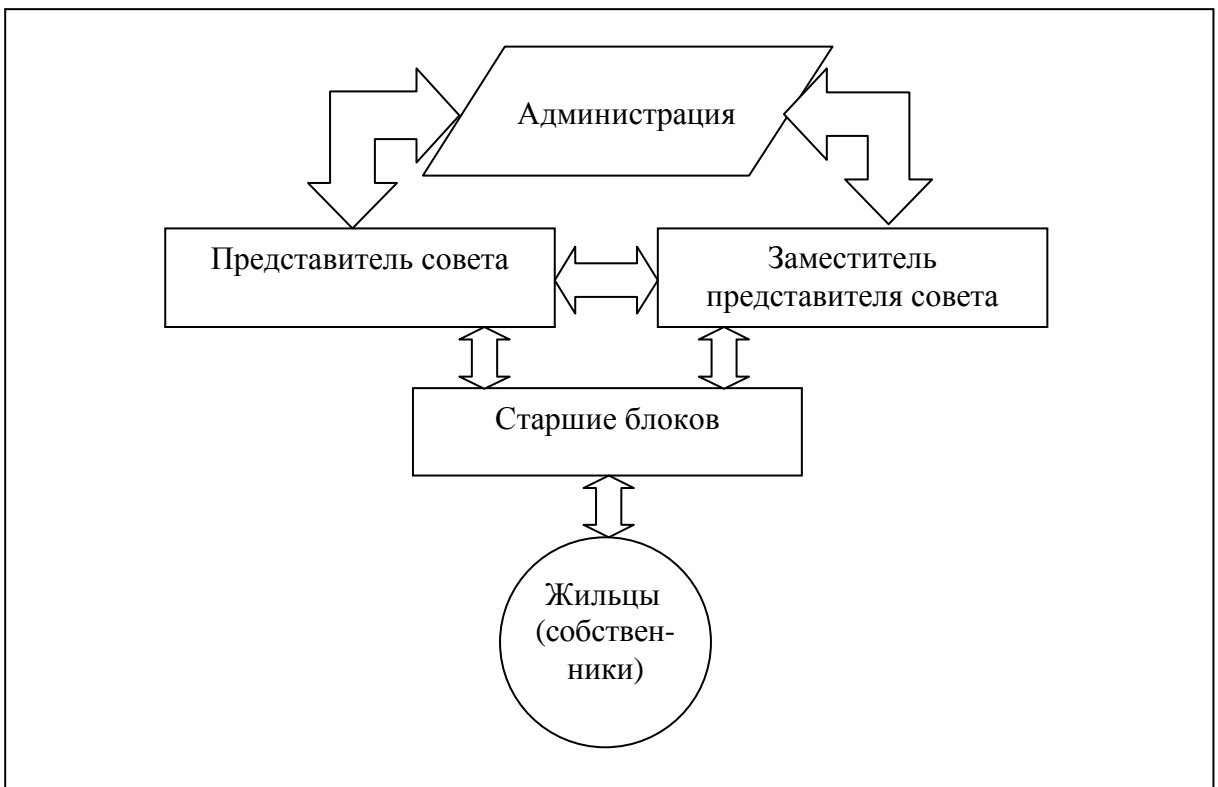 Администрация
Представитель совета
Заместитель
представителя совета
Старшие блоков
Жильцы
(собствен-
ники)